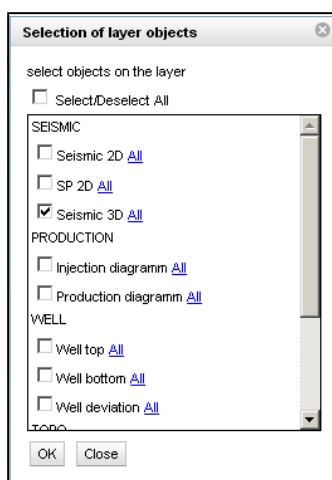 Selection of layer objects
select objects on the layer
Select/Deselect All
SEISMIC
Seismic 2D All
SP 2D All
Seismic 3D All
PRODUCTION
Injection diagramm All
Production diagramm All
WELL
Well top All
Well bottom All
Well deviation All
TOPO
OK Close